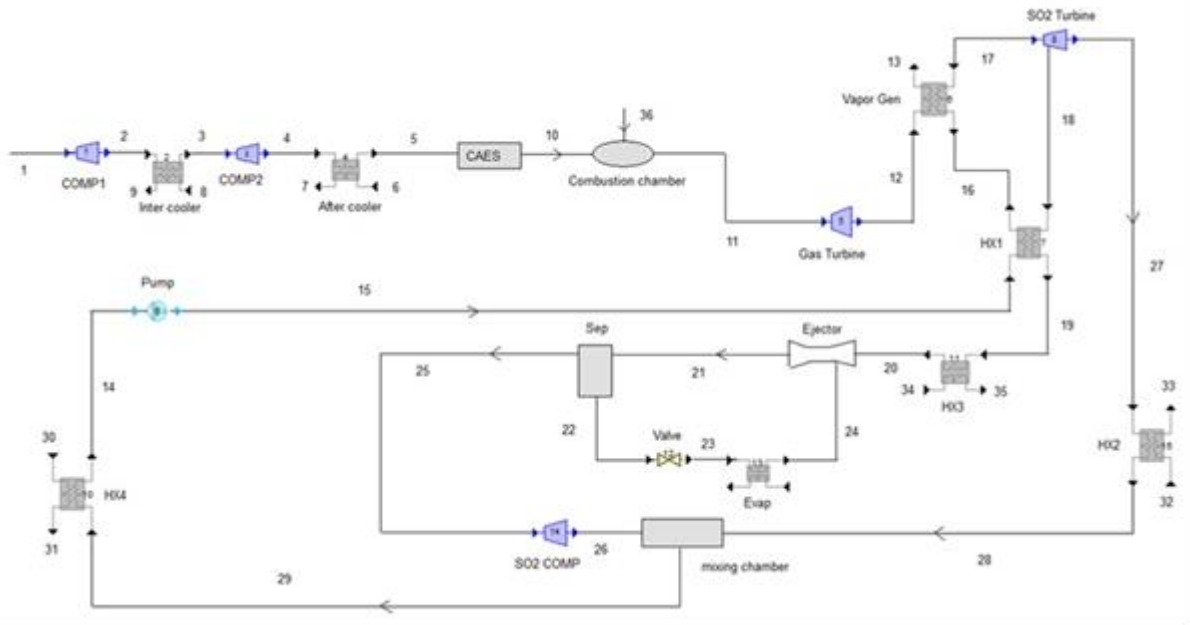 SO2 Turbine
13
17
Vapor Gen
18
36
2
3
4
5
CAES
10
1
COMP1
9
8
COMP2
7
6
Combustion chamber
12
16
Inter cooler
After cooler
11
Gas Turbine
HX1
27
Pump
15
19
Sep
Ejector
25
21
20
34
35
HX3
33
14
22
Valve
23
24
30
HX2
HX4
Evap
32
31
SO2 COMP
26
mixing chamber
28
29